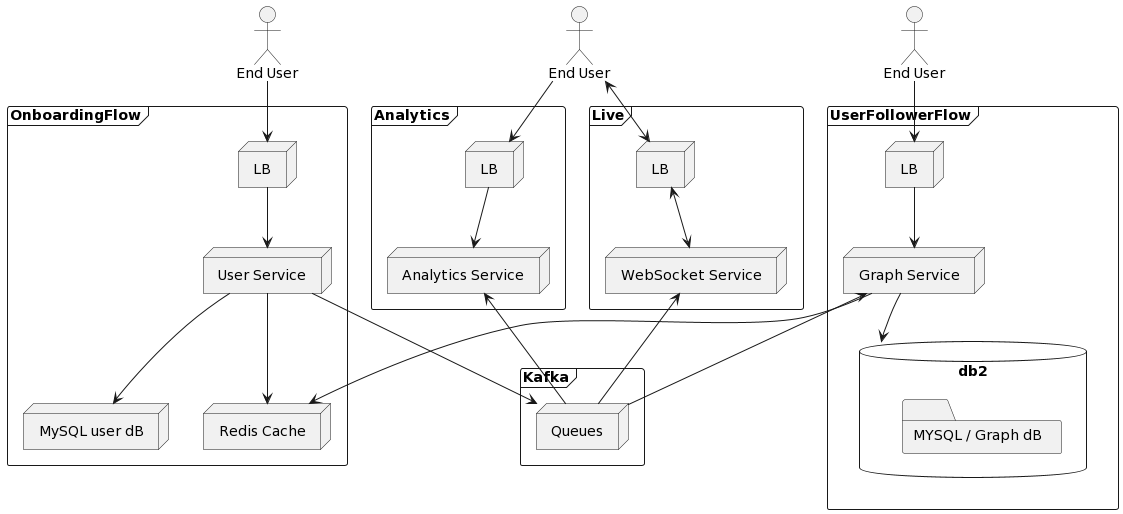 End User
End User
End User
OnboardingFlow
Analytics
Live
UserFollowerFlow
LB
LB
LB
LB
User Service
Analytics Service
WebSocket Service
Graph Service
Kafka
db2
MySQL user dB
Redis Cache
Queues
MYSQL / Graph dB